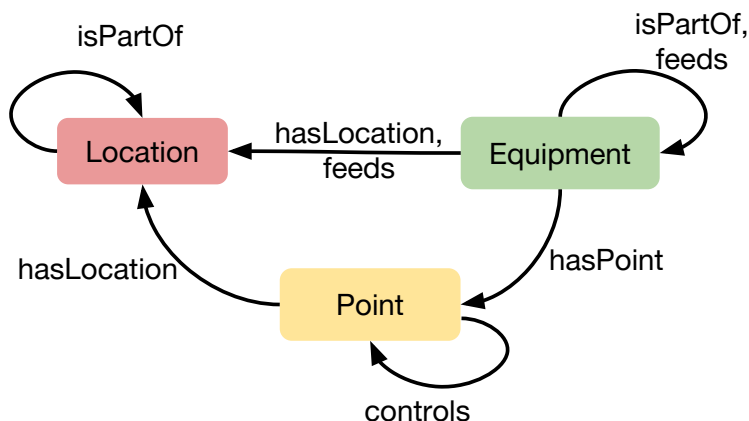 isPartOf
isPartOf,
feeds
Location
hasLocation,
feeds
Equipment
hasLocation
hasPoint
Point
controls